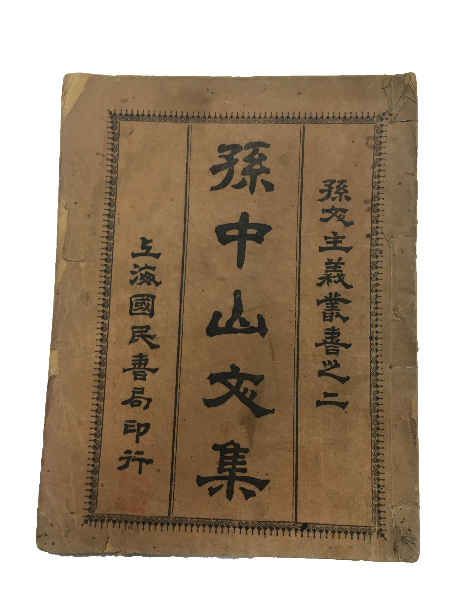 孫文主義叢書之二
孫中山文集
上海國民書局印行